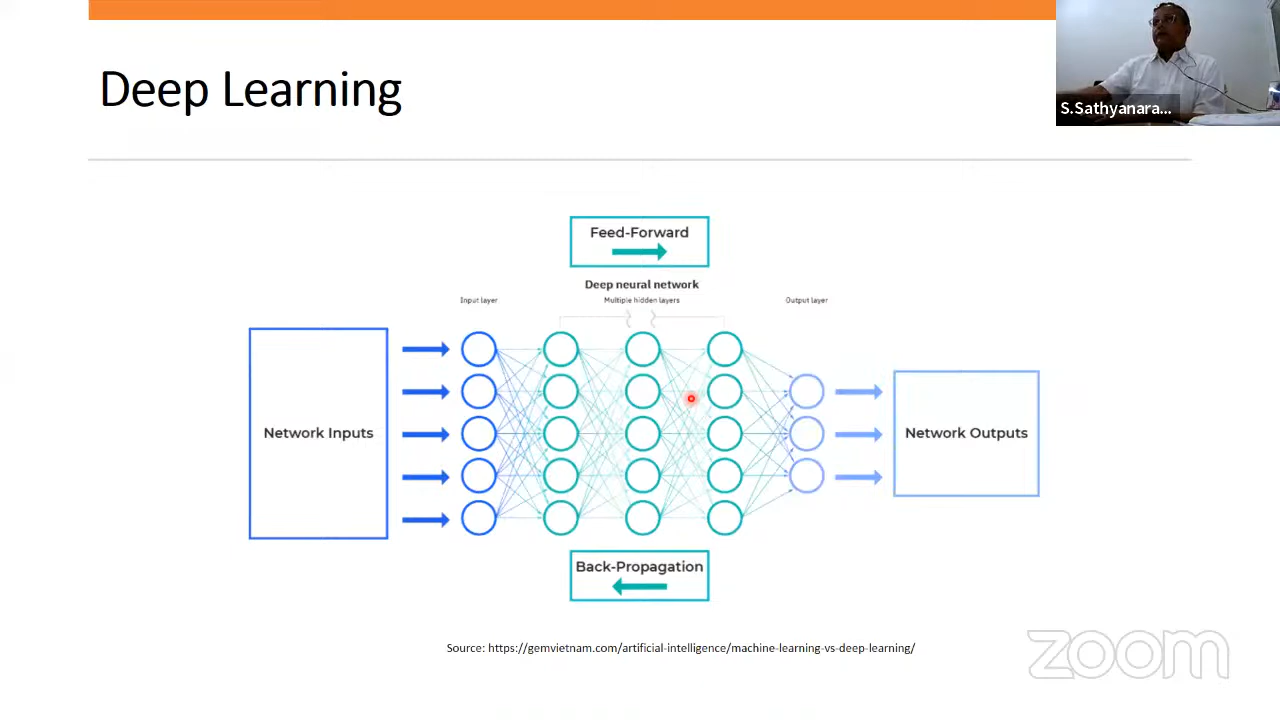 Deep Learning
S.Sathyanara...
Feed-Forward
Deep neural network
Input layer
Multiple hidden layers
Output layer
Network Inputs
Network Outputs
Back-Propagation
Source: https://gemvietnam.com/artificial-intelligence/machine-learning-vs-deep-learning/
zoom